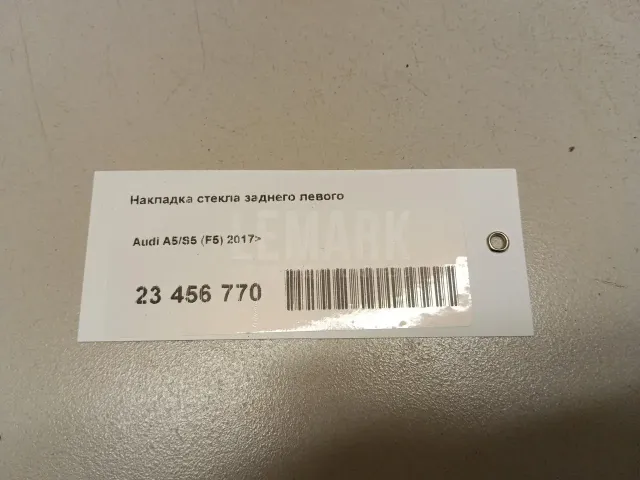 Накладка стекла заднего левого
LEMARK
Audi A5/S5 (F5) 2017>
23 456 770